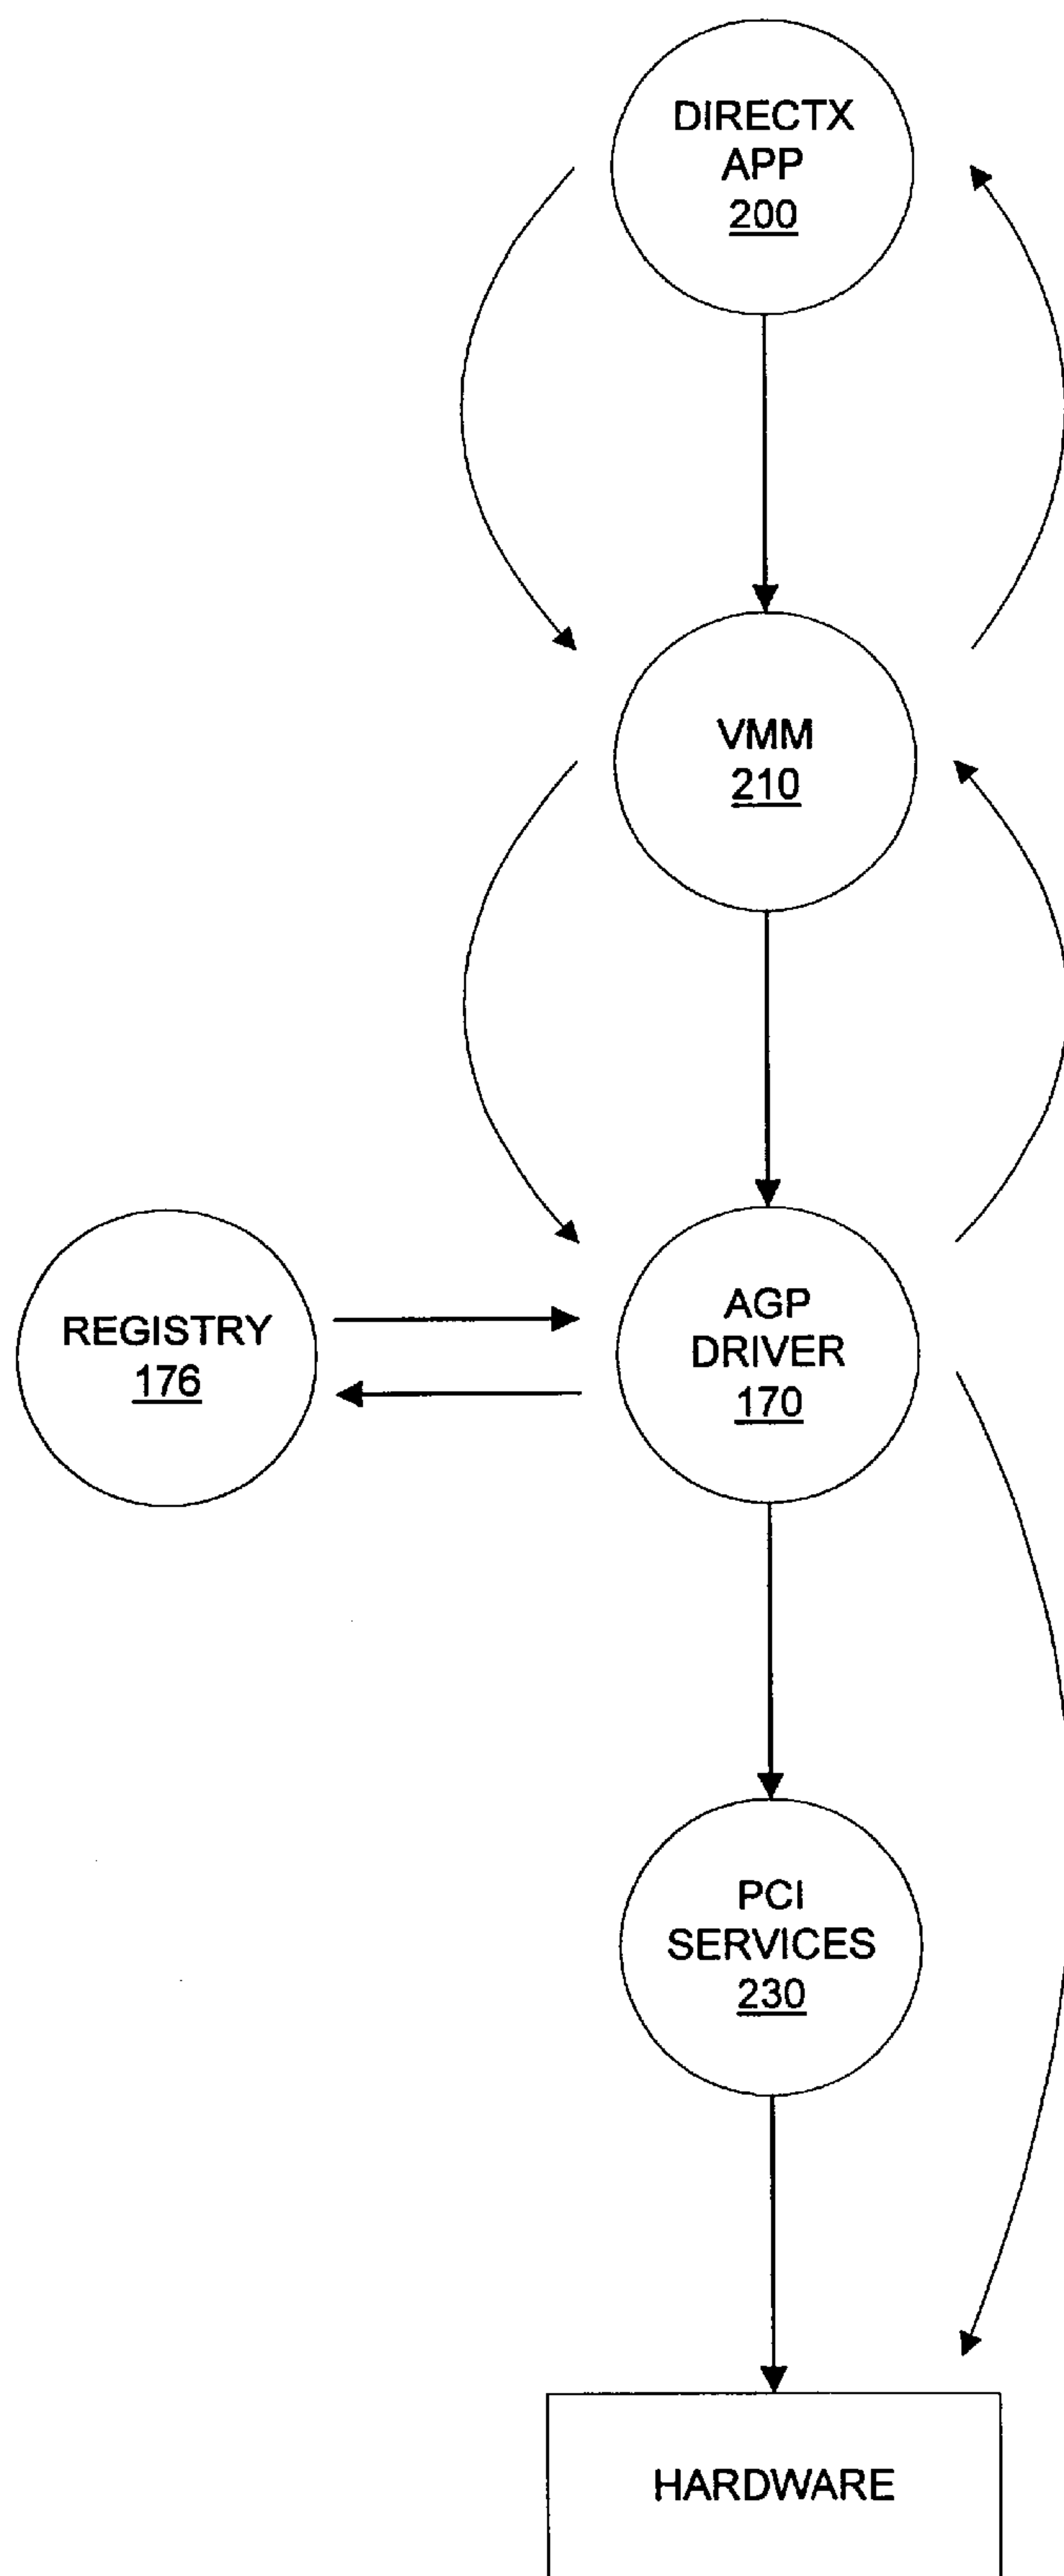 DIRECTX
APP
200
VMM
210
REGISTRY
176
AGP
DRIVER
170
PCI
SERVICES
230
HARDWARE